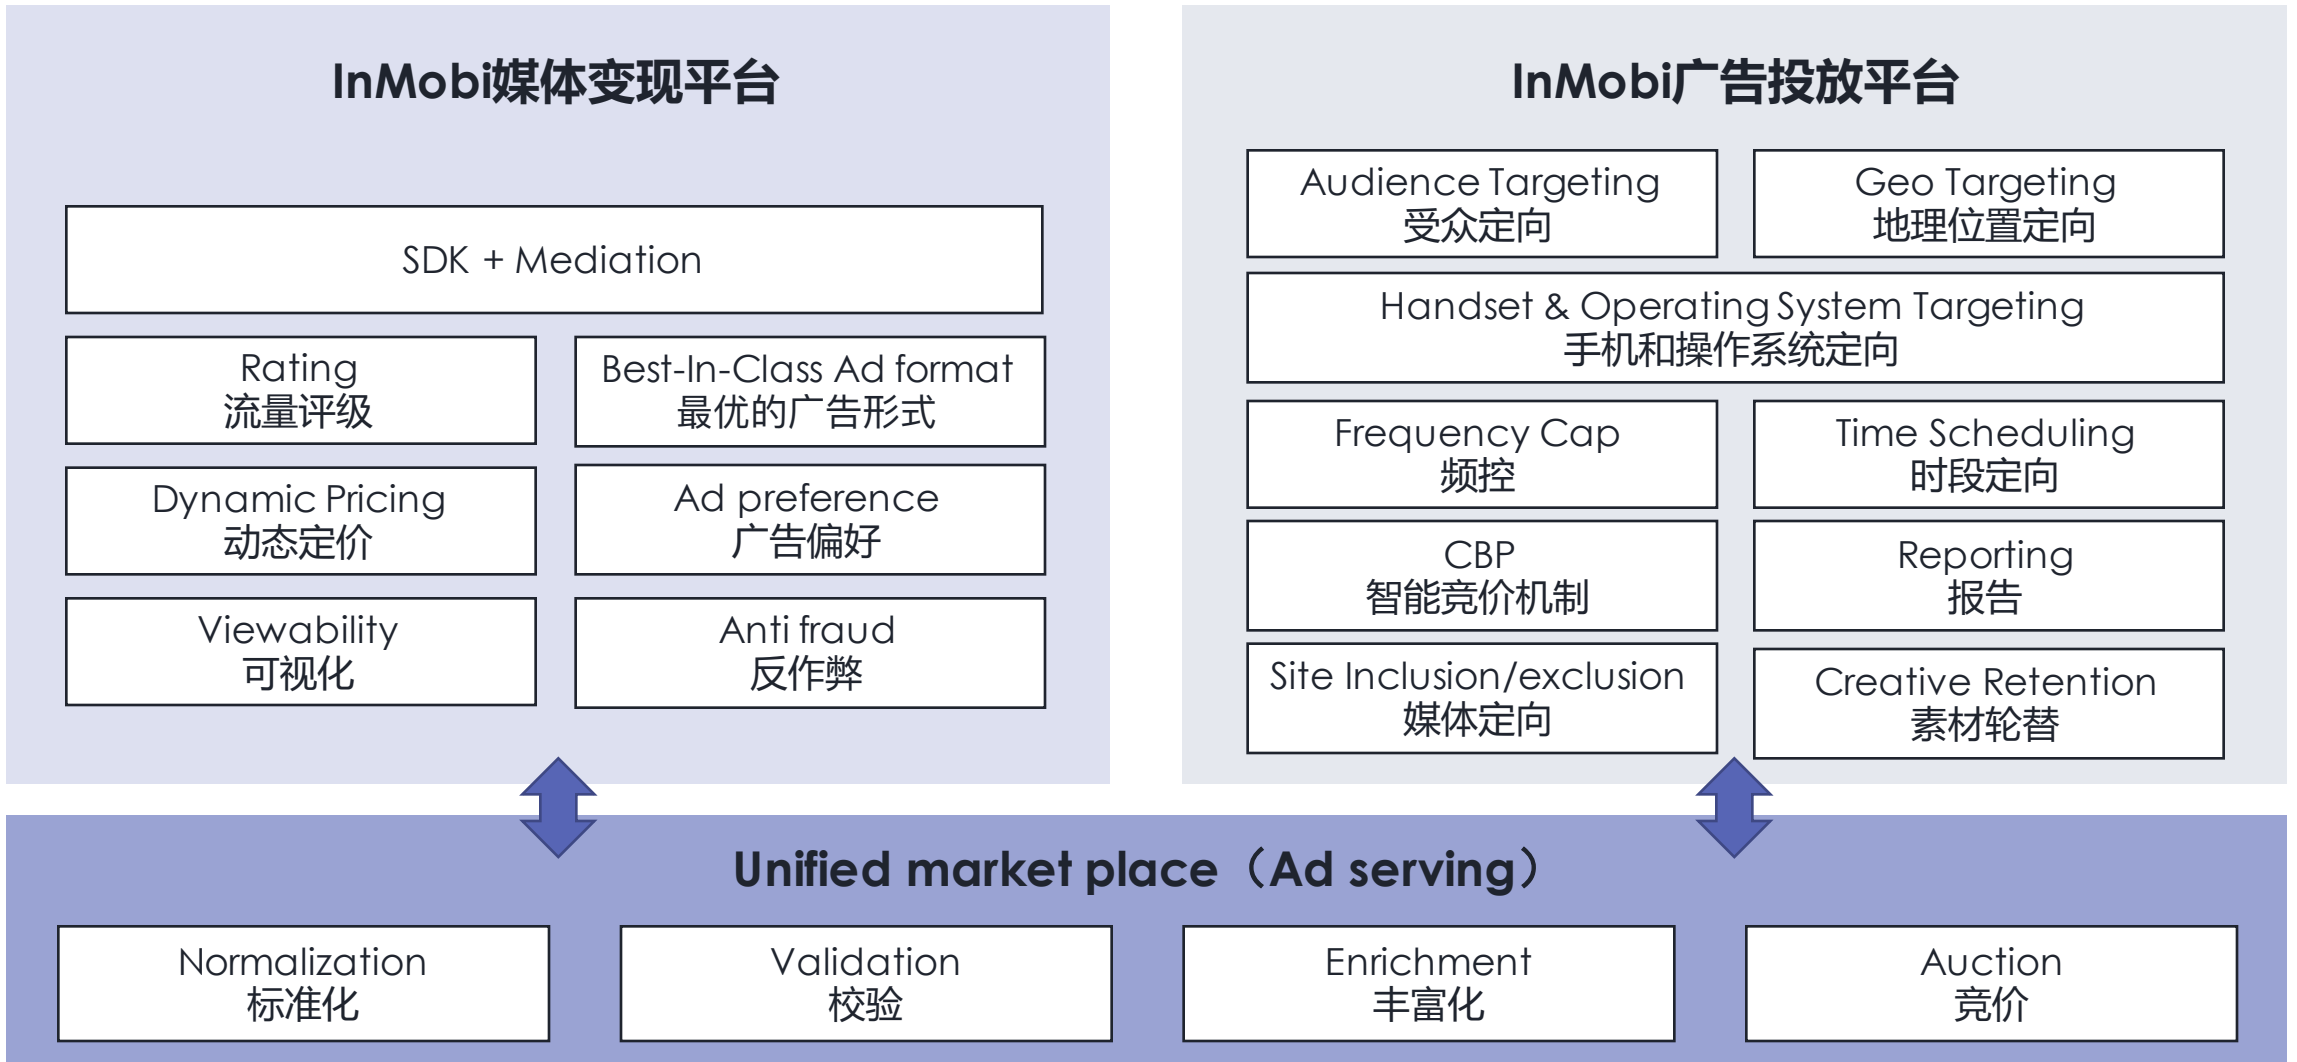 InMobi媒体变现平台
SDK + Mediation
Rating
流量评级
Best-In-Class Ad format
最优的广告形式
Dynamic Pricing
动态定价
Ad preference
广告偏好
Viewability
可视化
Anti fraud
反作弊
InMobi广告投放平台
Audience Targeting
受众定向
Geo Targeting
地理位置定向
Handset & Operating System Targeting
手机和操作系统定向
Frequency Cap
频控
Time Scheduling
时段定向
CBP
智能竞价机制
Reporting
报告
Site Inclusion/exclusion
媒体定向
Creative Retention
素材轮替
Unified market place（Ad serving）
Normalization
标准化
Validation
校验
Enrichment
丰富化
Auction
竞价